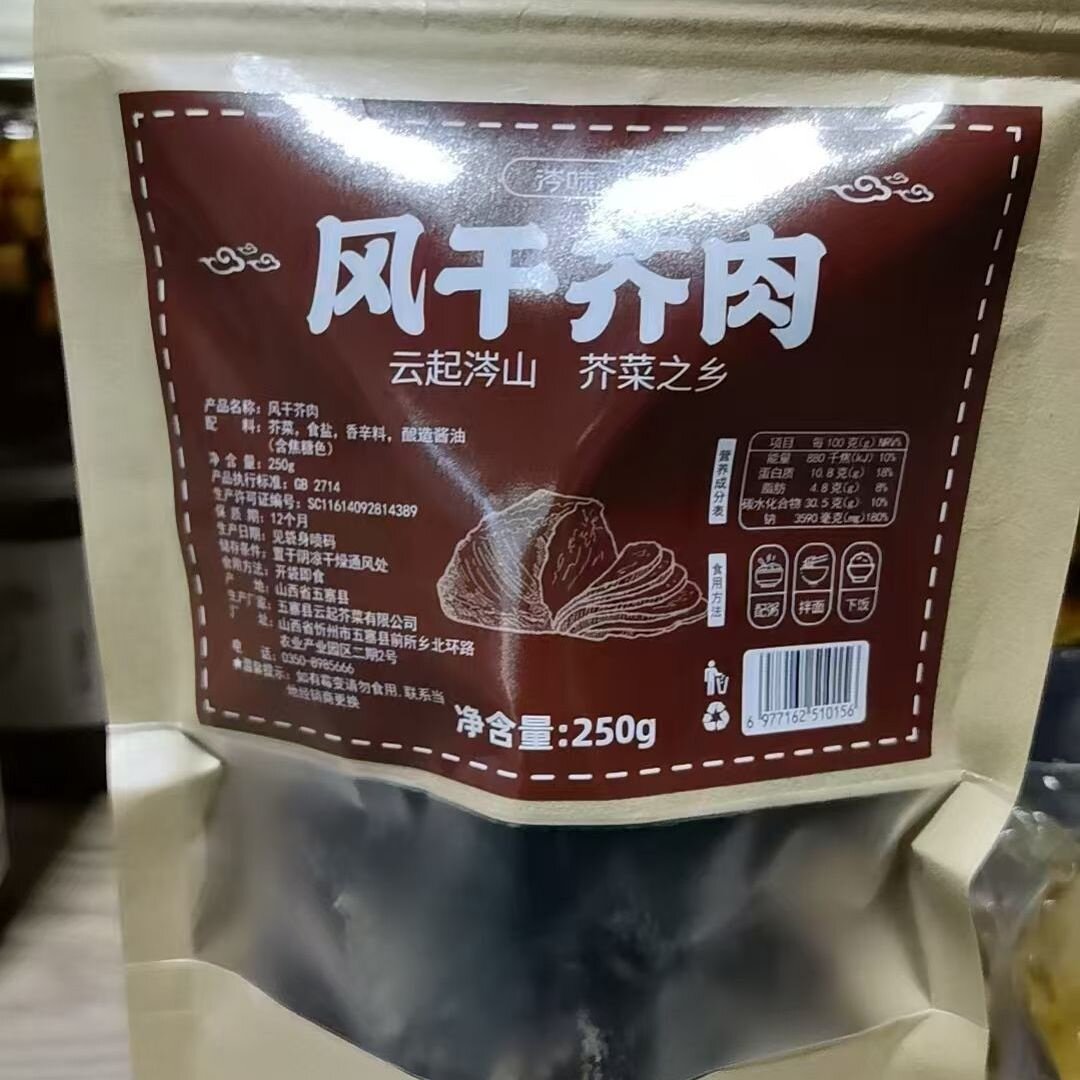 岑味
风干芥肉
云起涔山 芥菜之乡
产品名称：风干芥肉
配 料：芥菜，食盐，香辛料，酿造酱油
（含焦糖色）
净 含 量：250g
产品执行标准：GB 2714
生产许可证编号：SC11614092814389
保 质 期：12个月
生产日期：见袋身喷码
储存条件：置于阴凉干燥通风处
食用方法：开袋即食
产 地：山西省五寨县
生产厂家：五寨县云起芥菜有限公司
厂 址：山西省忻州市五寨县前所乡北环路
农业产业园区二期2号
电 话：0350-8985666
★温馨提示：如有霉变请勿食用，联系当
地经销商更换
净含量：250g
营养成分表
项目 每100克(g) NRV%
能量 880千焦(kJ) 10%
蛋白质 10.8克(g) 18%
脂肪 4.8克(g) 8%
碳水化合物 30.5克(g) 10%
钠 3590毫克(mg) 180%
食用方法
配粥 拌面 下饭
6 977162 510156